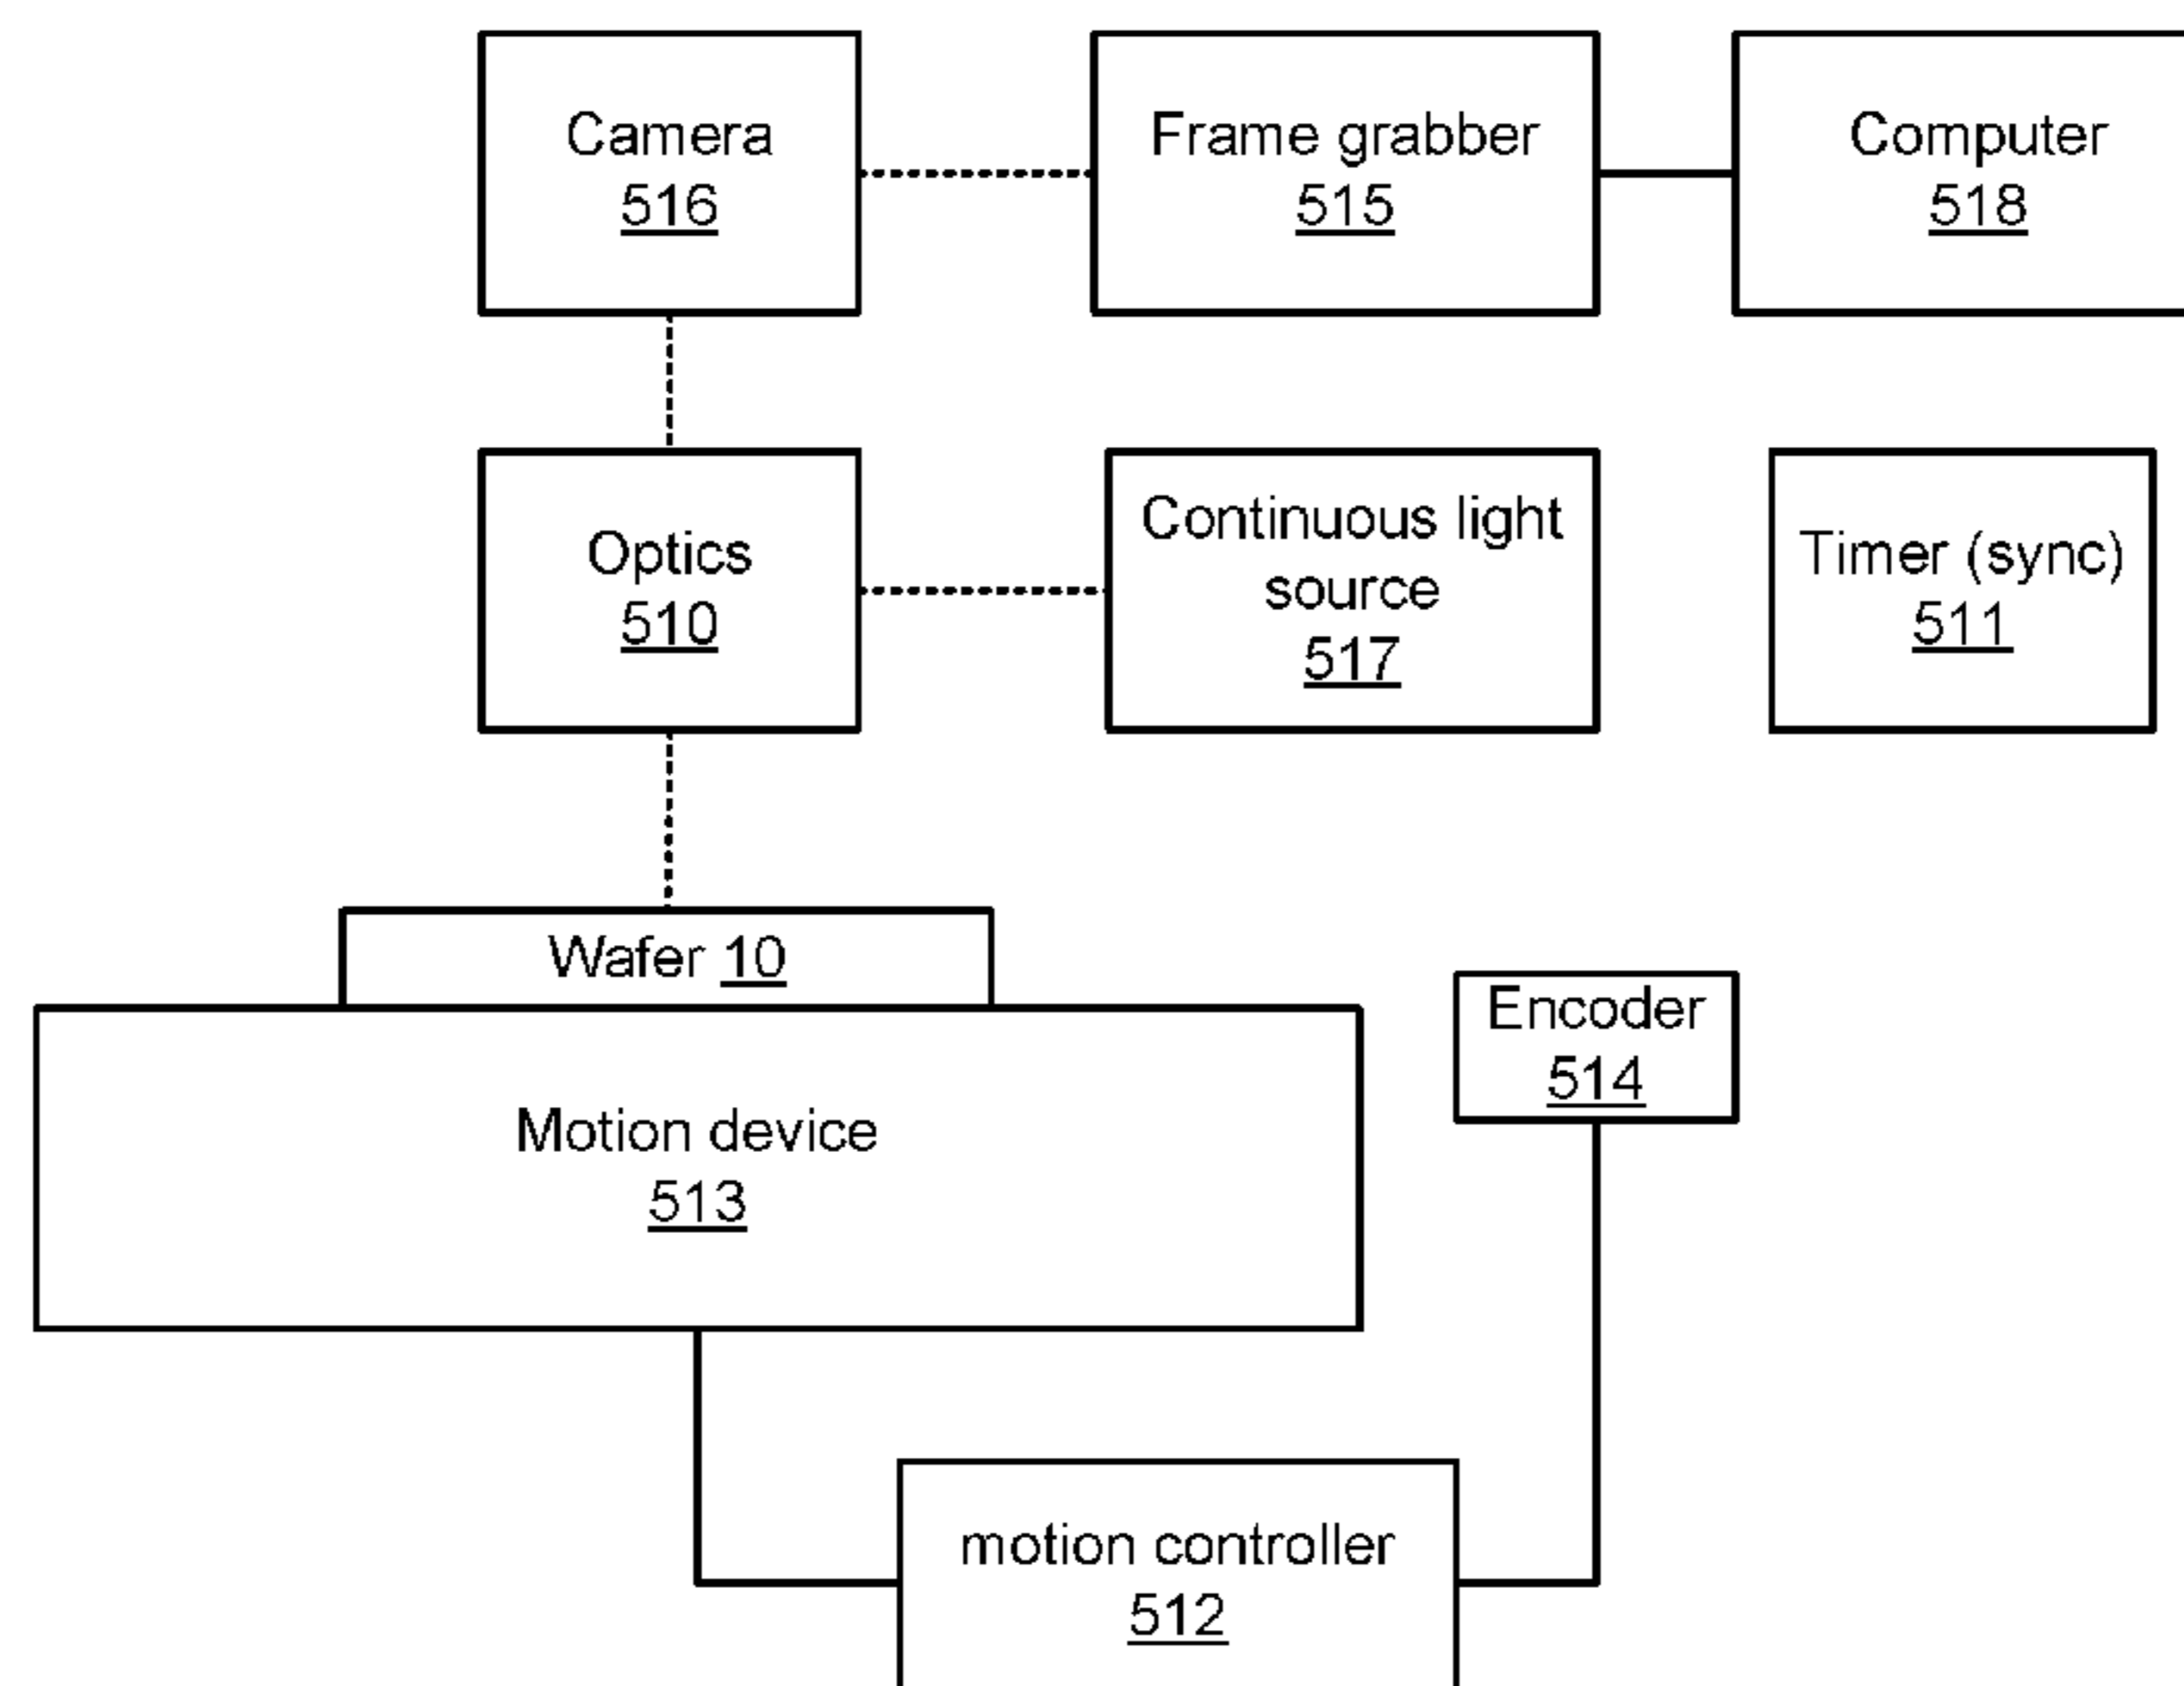 Camera
516
Frame grabber
515
Computer
518
Optics
510
Continuous light
source
517
Timer (sync)
511
Wafer 10
Encoder
514
Motion device
513
motion controller
512